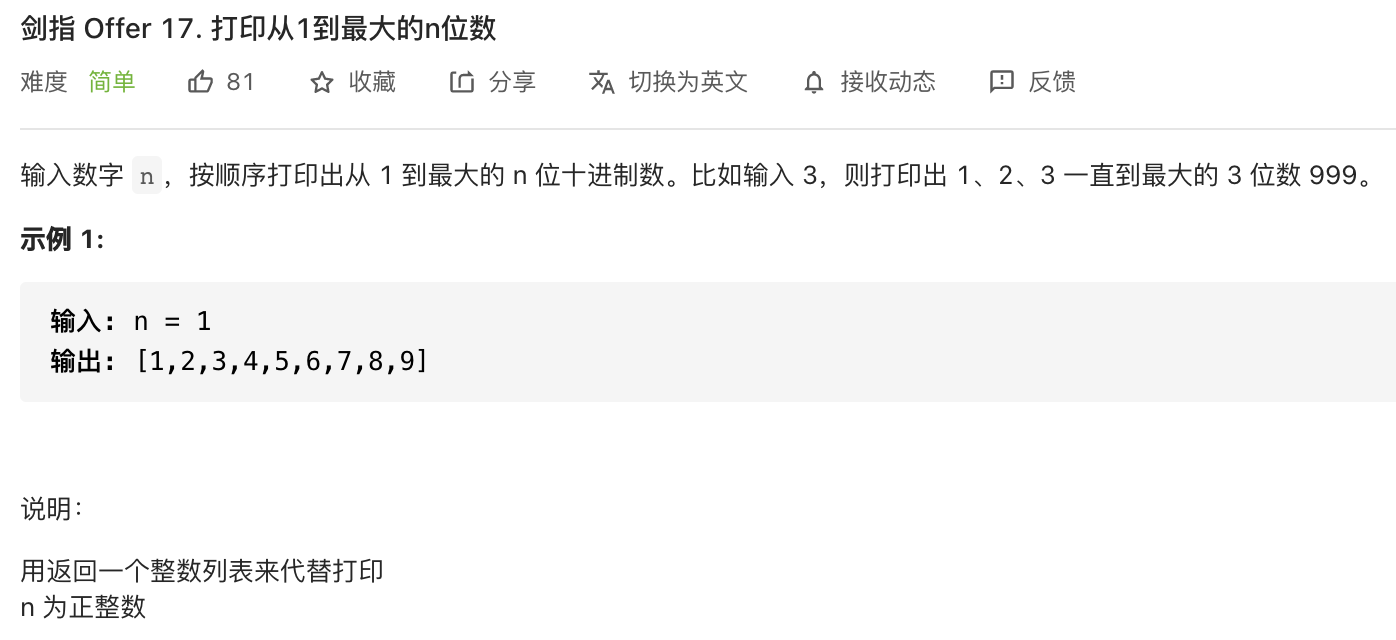 剑指 Offer 17. 打印从1到最大的n位数
难度 简单 81 收藏 分享 切换为英文 接收动态 反馈
输入数字 n，按顺序打印出从 1 到最大的 n 位十进制数。比如输入 3，则打印出 1、2、3 一直到最大的 3 位数 999。
示例 1:
输入: n = 1
输出: [1,2,3,4,5,6,7,8,9]
说明：
用返回一个整数列表来代替打印
n 为正整数